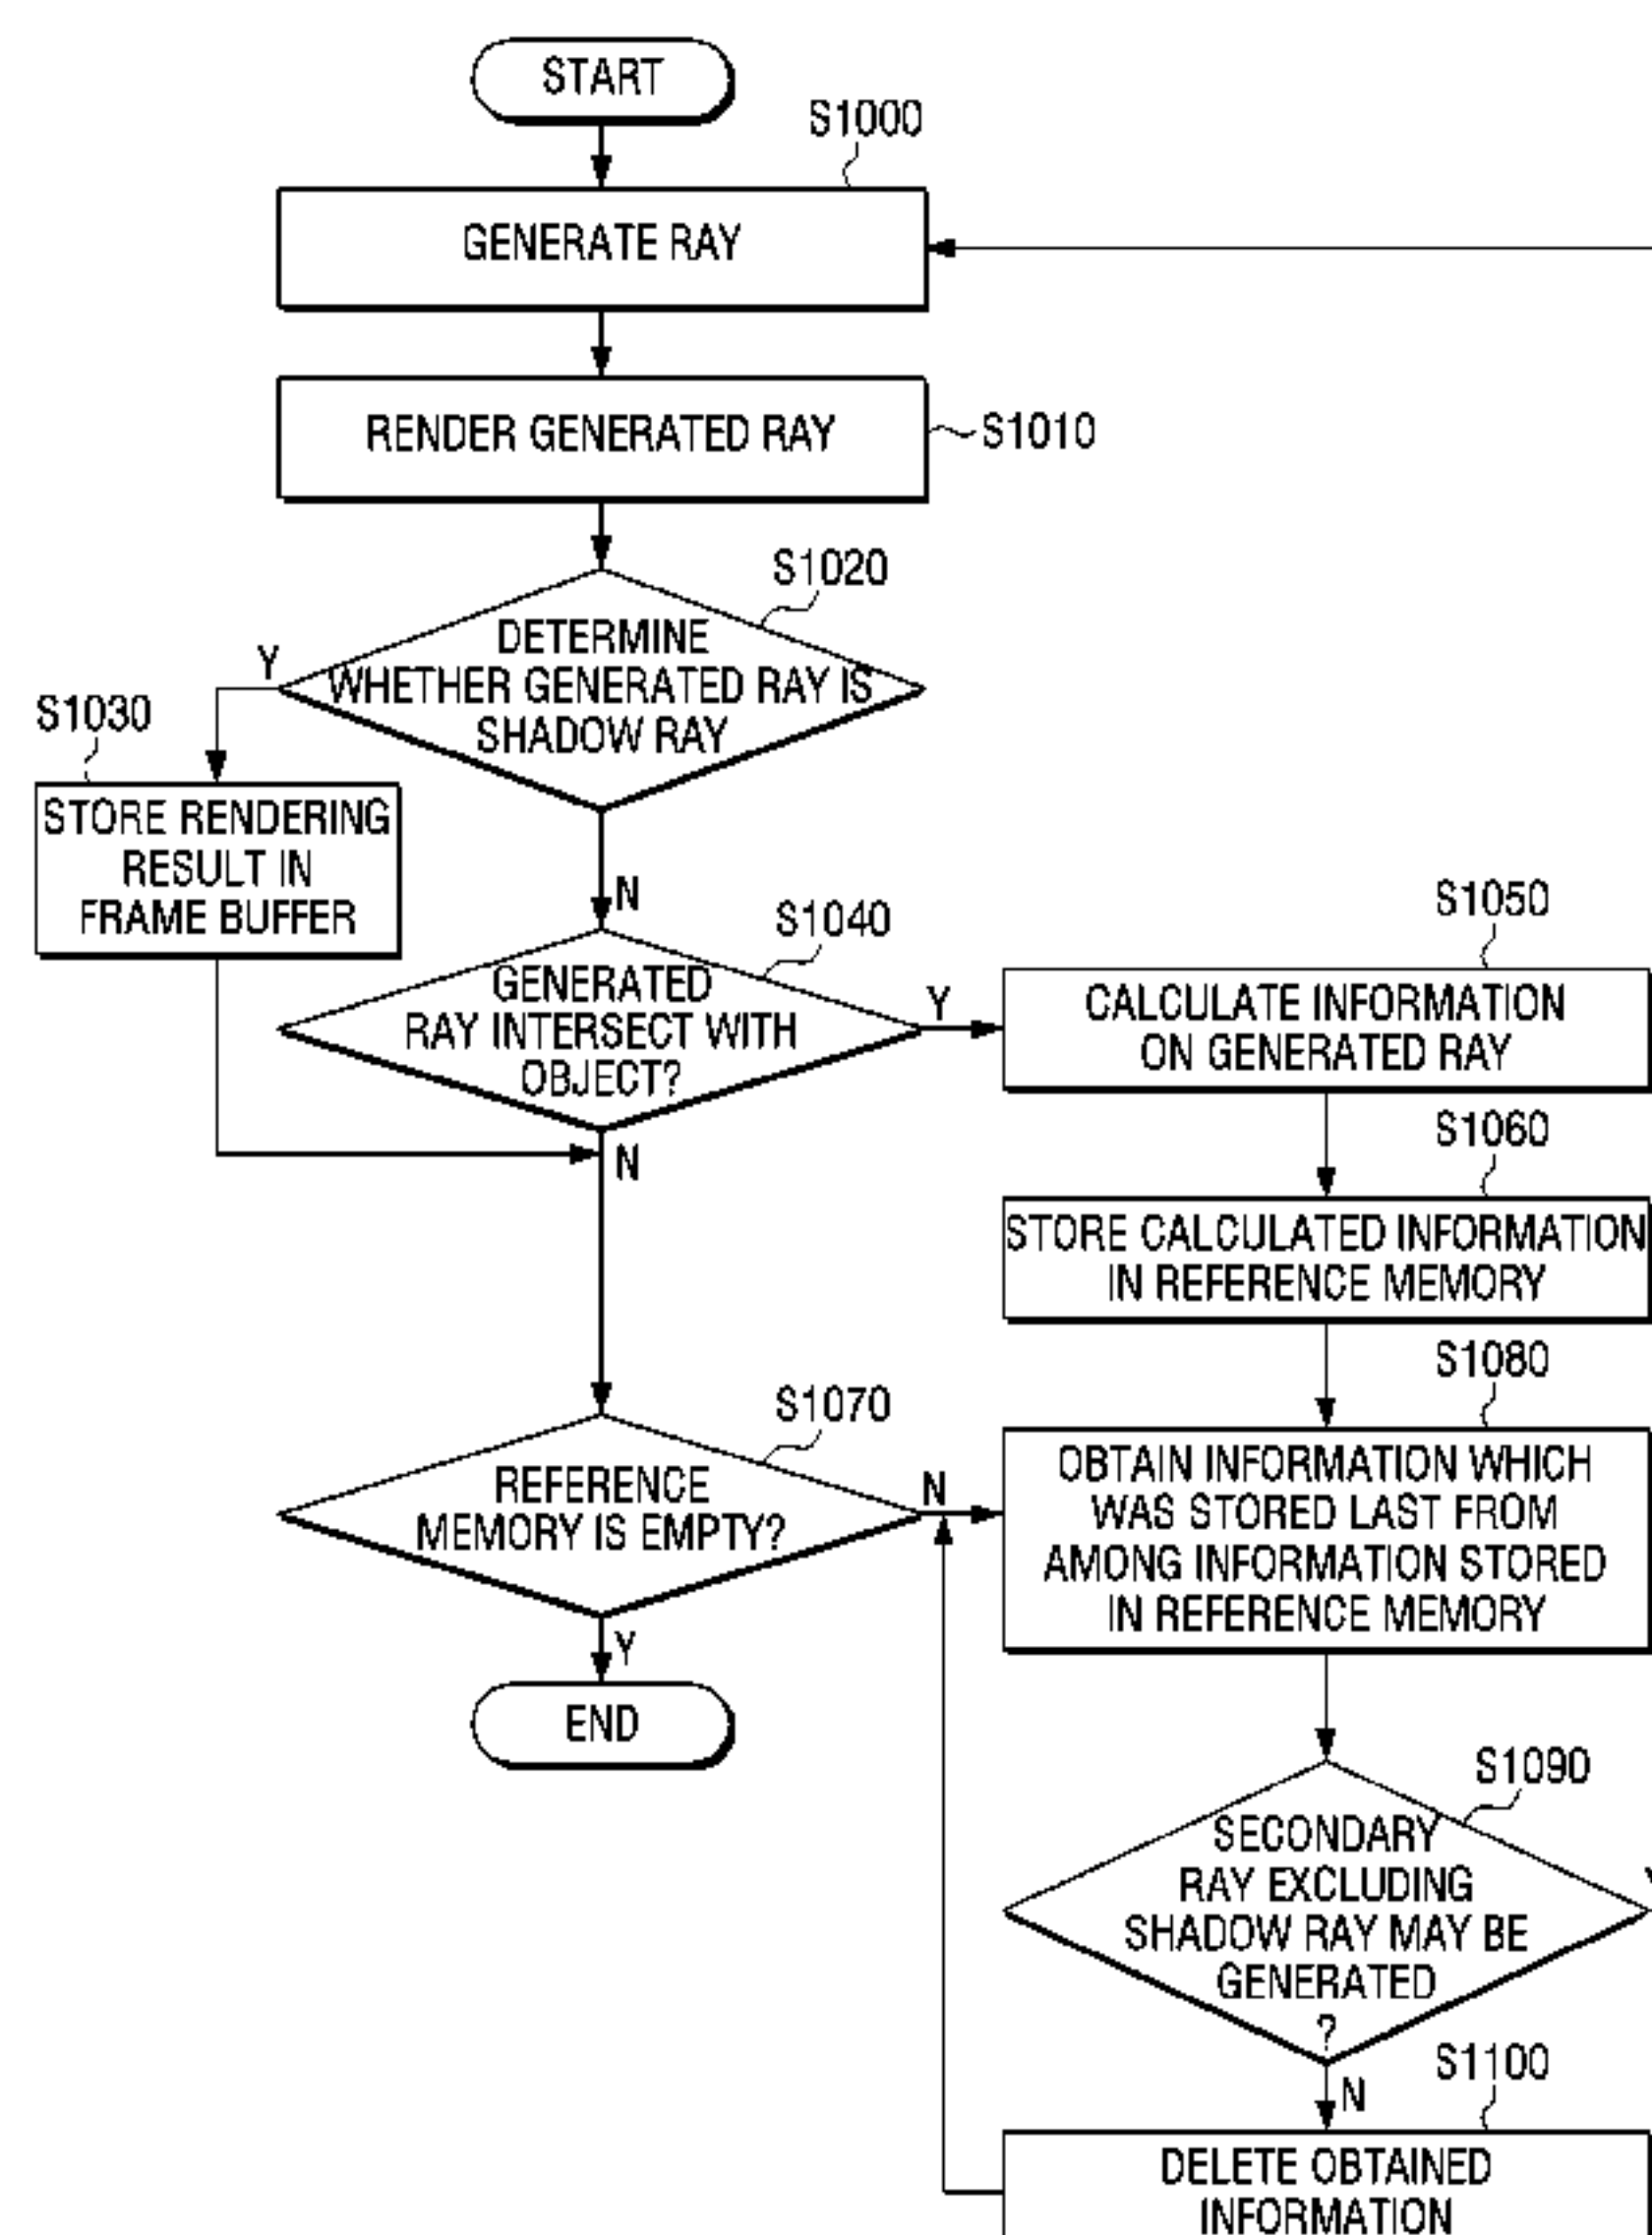 START
S1000
GENERATE RAY
RENDER GENERATED RAY
S1010
S1020
DETERMINE
WHETHER GENERATED RAY IS
SHADOW RAY
Y
S1030
STORE RENDERING
RESULT IN
FRAME BUFFER
N
S1040
GENERATED
RAY INTERSECT WITH
OBJECT?
Y
N
S1050
CALCULATE INFORMATION
ON GENERATED RAY
S1060
STORE CALCULATED INFORMATION
IN REFERENCE MEMORY
S1070
REFERENCE
MEMORY IS EMPTY?
N
Y
END
S1080
OBTAIN INFORMATION WHICH
WAS STORED LAST FROM
AMONG INFORMATION STORED
IN REFERENCE MEMORY
S1090
SECONDARY
RAY EXCLUDING
SHADOW RAY MAY BE
GENERATED
?
N
S1100
DELETE OBTAINED
INFORMATION